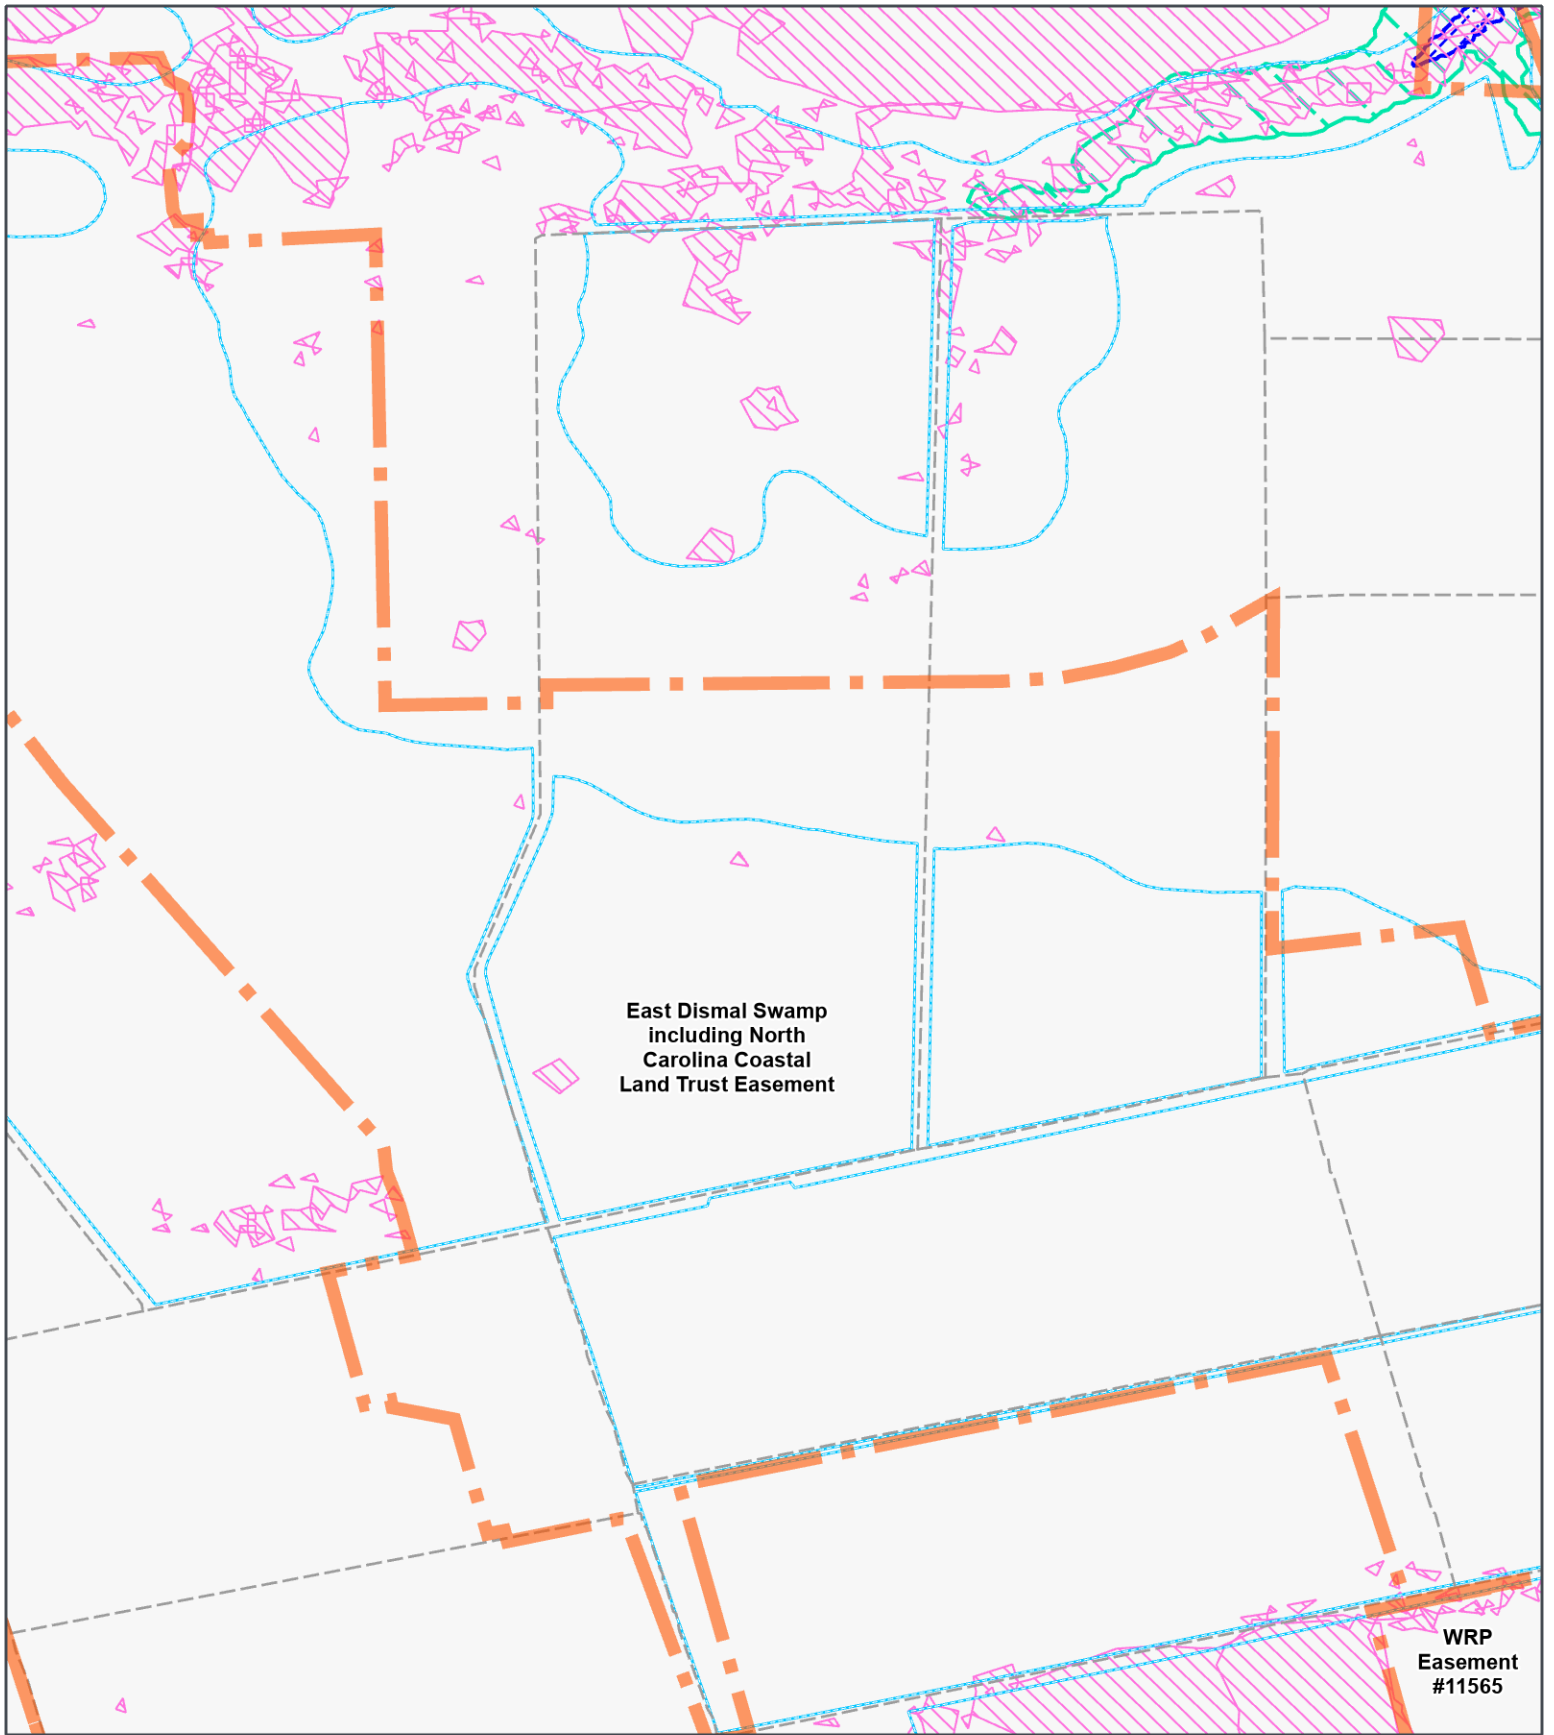 East Dismal Swamp
including North
Carolina Coastal
Land Trust Easement
WRP
Easement
#11565